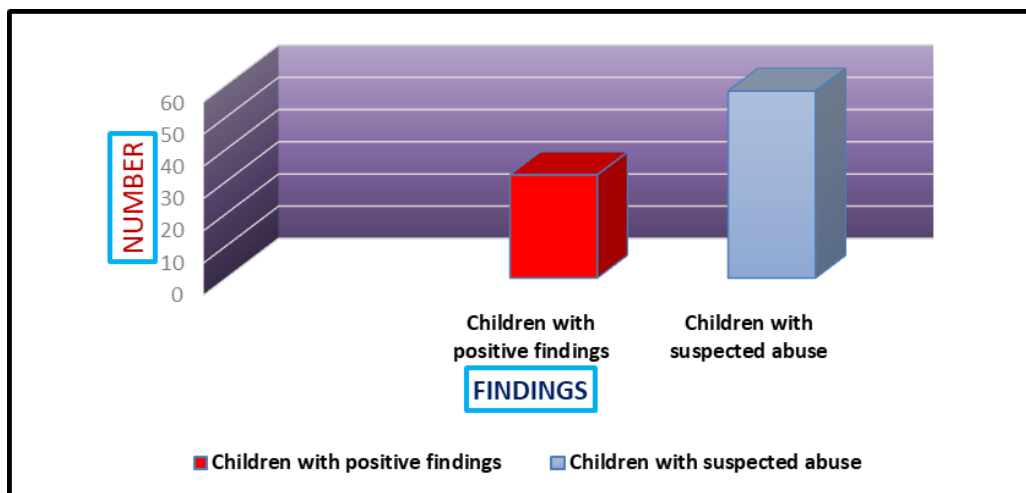 60
50
40
30
20
10
0
NUMBER
Children with
positive findings
Children with
suspected abuse
FINDINGS
Children with positive findings
Children with suspected abuse